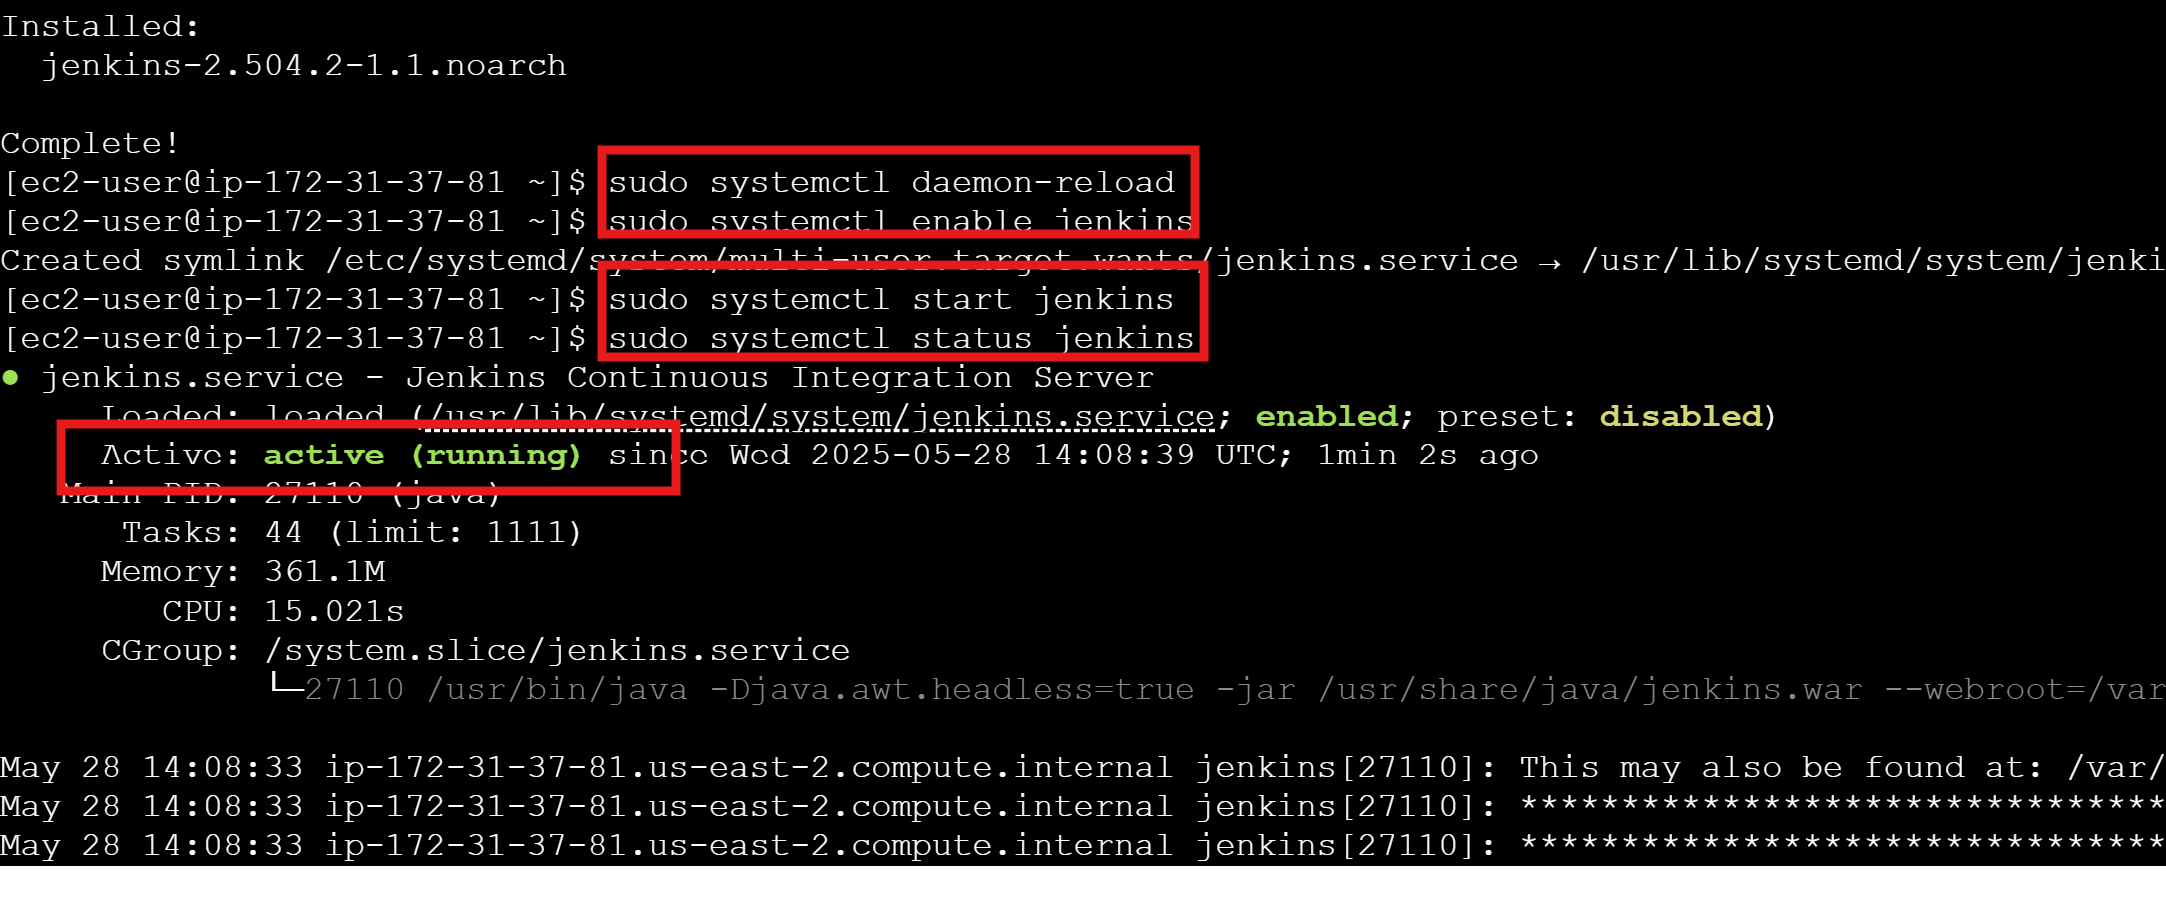 Installed:
  jenkins-2.504.2-1.1.noarch
Complete!
[ec2-user@ip-172-31-37-81 ~]$ sudo systemctl daemon-reload
[ec2-user@ip-172-31-37-81 ~]$ sudo systemctl enable jenkins
Created symlink /etc/systemd/system/multi-user.target.wants/jenkins.service → /usr/lib/systemd/system/jenki
[ec2-user@ip-172-31-37-81 ~]$ sudo systemctl start jenkins
[ec2-user@ip-172-31-37-81 ~]$ sudo systemctl status jenkins
● jenkins.service - Jenkins Continuous Integration Server
     Loaded: loaded (/usr/lib/systemd/system/jenkins.service; enabled; preset: disabled)
     Active: active (running) since Wed 2025-05-28 14:08:39 UTC; 1min 2s ago
   Main PID: 27110 (java)
      Tasks: 44 (limit: 1111)
     Memory: 361.1M
        CPU: 15.021s
     CGroup: /system.slice/jenkins.service
             └─27110 /usr/bin/java -Djava.awt.headless=true -jar /usr/share/java/jenkins.war --webroot=/var
May 28 14:08:33 ip-172-31-37-81.us-east-2.compute.internal jenkins[27110]: This may also be found at: /var/
May 28 14:08:33 ip-172-31-37-81.us-east-2.compute.internal jenkins[27110]: ********************************
May 28 14:08:33 ip-172-31-37-81.us-east-2.compute.internal jenkins[27110]: ********************************